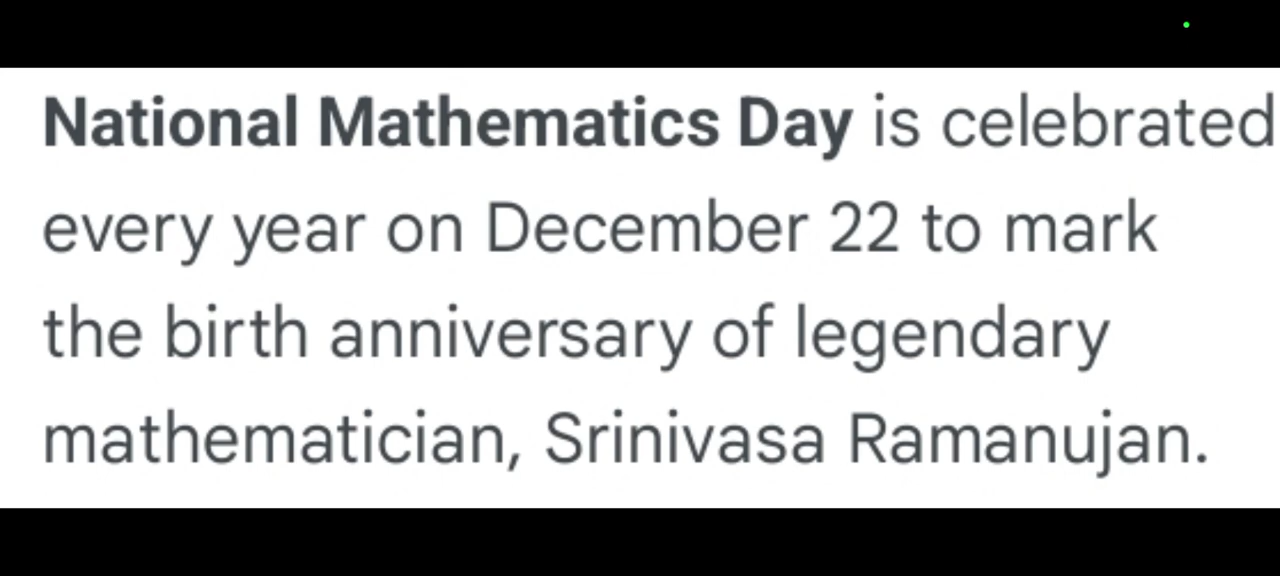 National Mathematics Day is celebrated
every year on December 22 to mark
the birth anniversary of legendary
mathematician, Srinivasa Ramanujan.